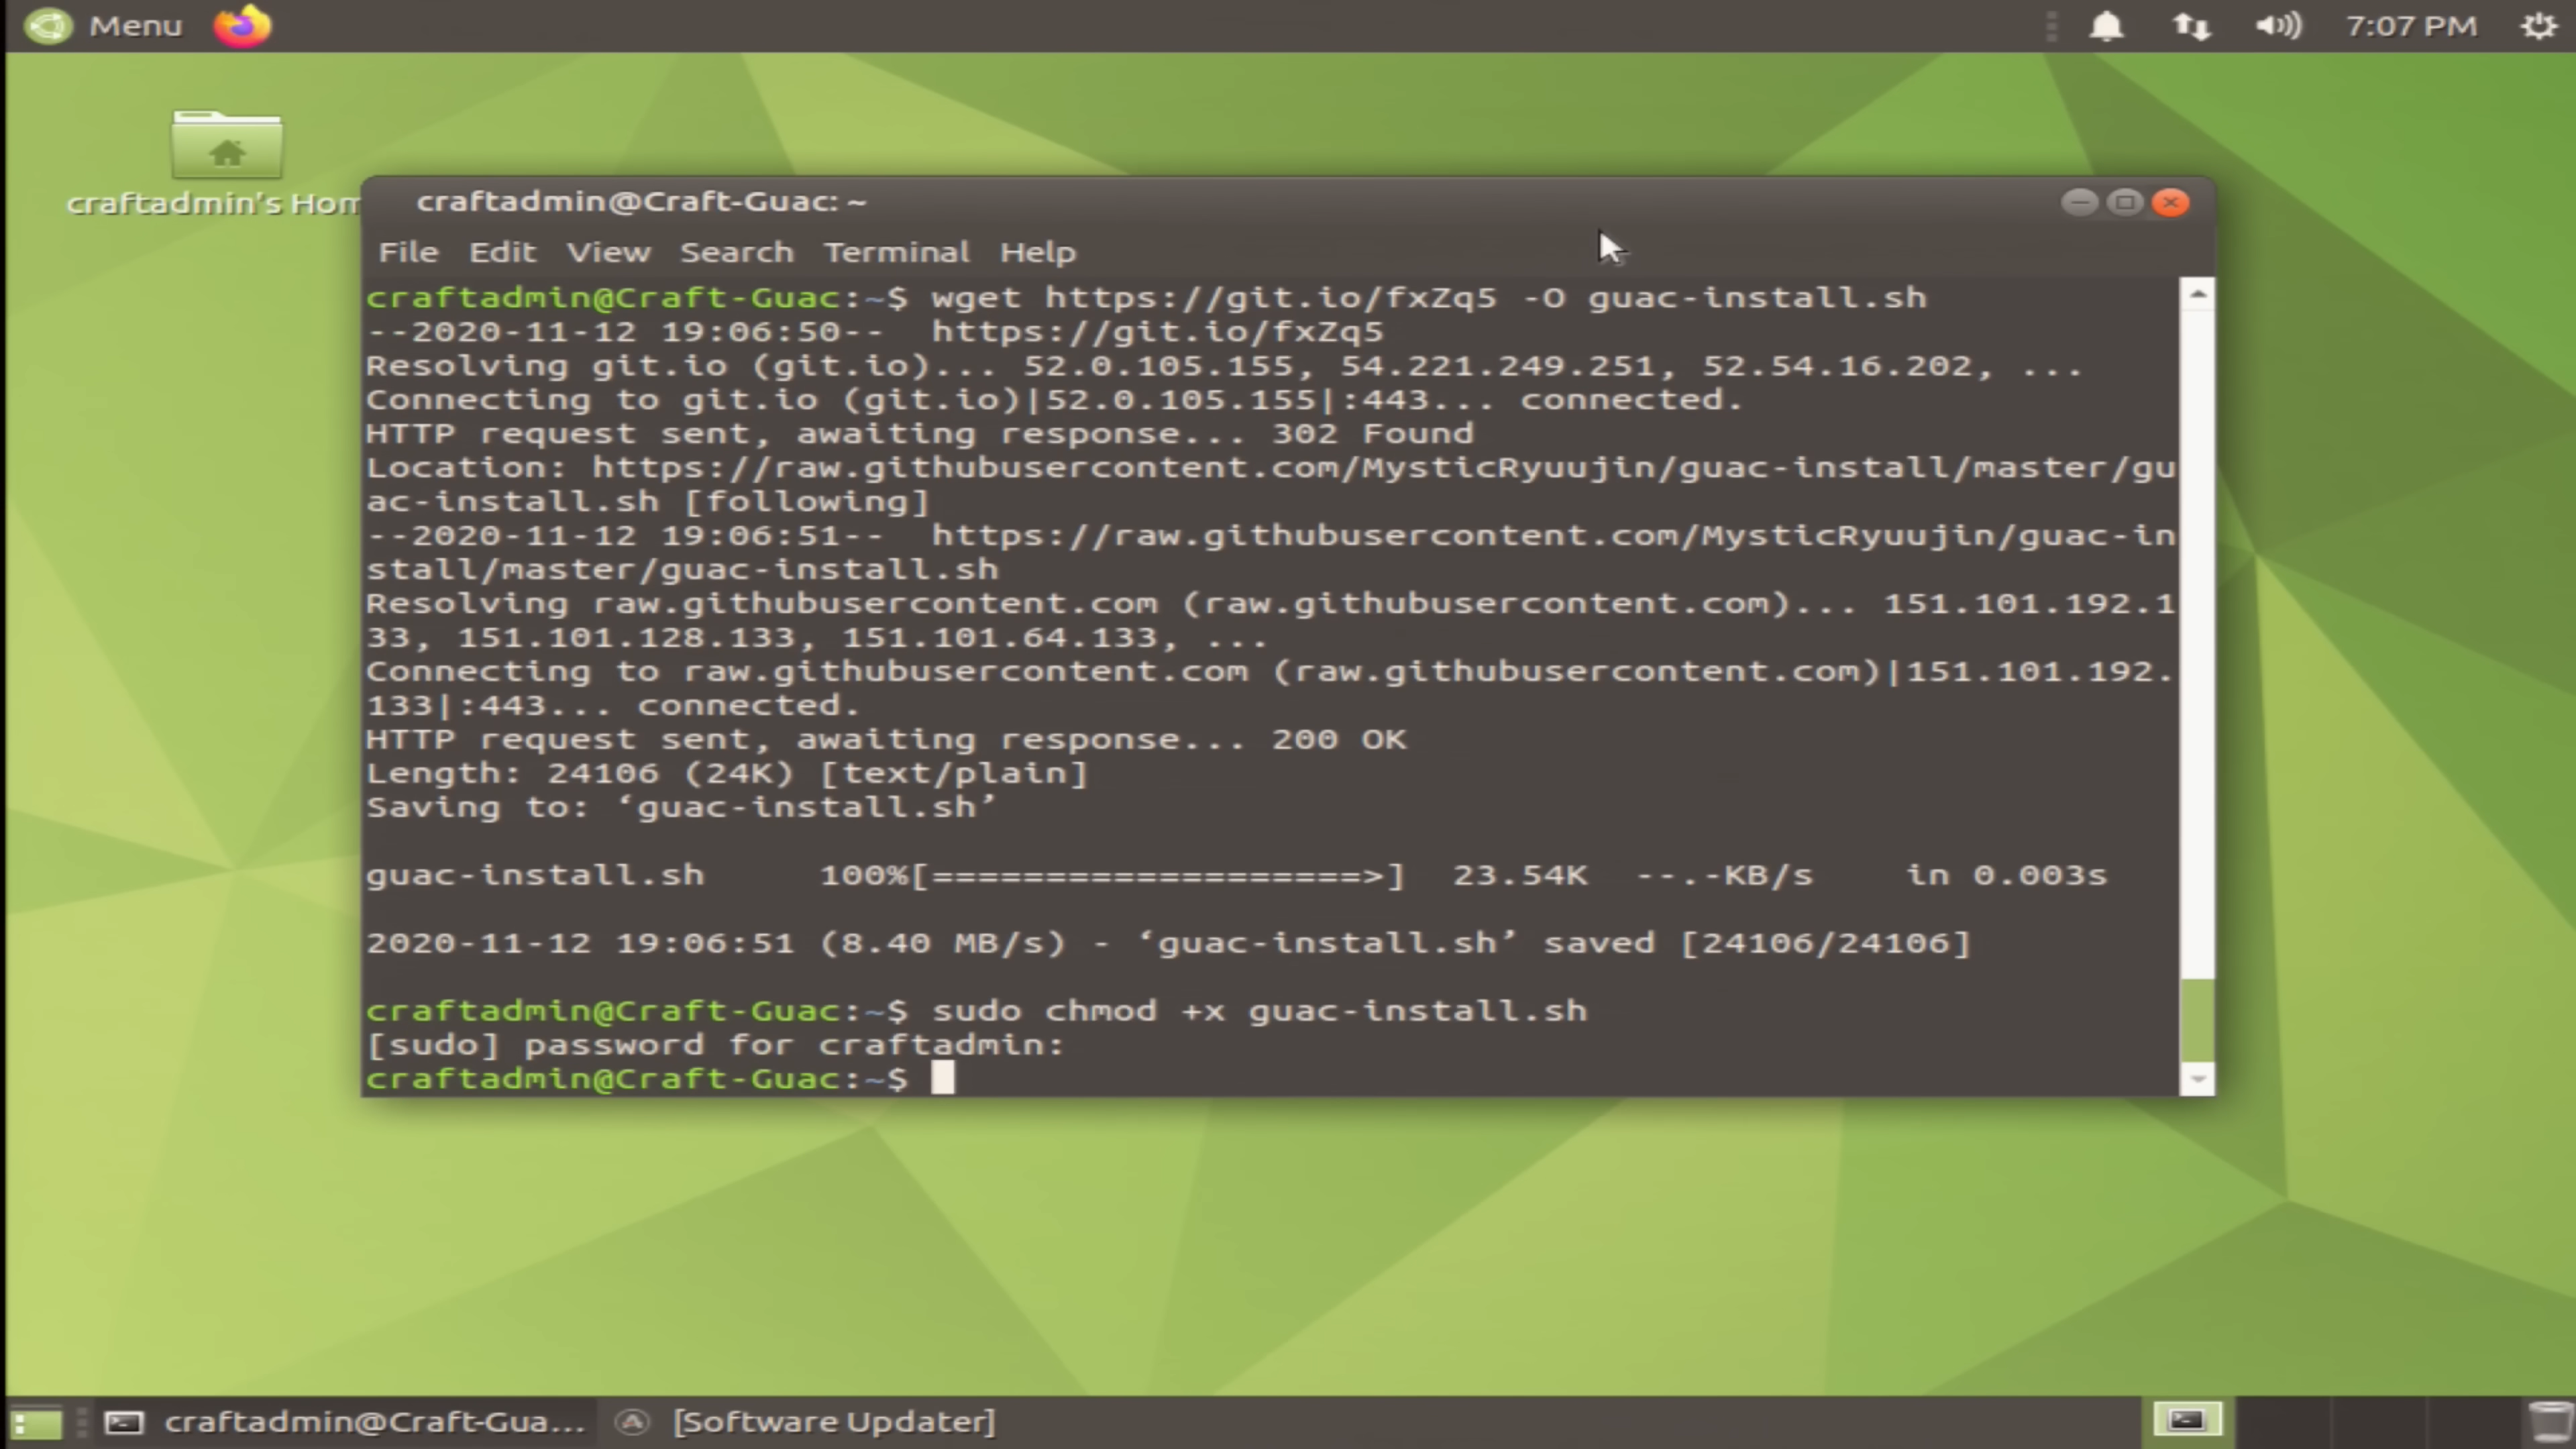 Menu
7:07 PM
craftadmin's Hom
craftadmin@Craft-Guac: ~
File Edit View Search Terminal Help
craftadmin@Craft-Guac:~$ wget https://git.io/fxZq5 -O guac-install.sh
--2020-11-12 19:06:50--  https://git.io/fxZq5
Resolving git.io (git.io)... 52.0.105.155, 54.221.249.251, 52.54.16.202, ...
Connecting to git.io (git.io)|52.0.105.155|:443... connected.
HTTP request sent, awaiting response... 302 Found
Location: https://raw.githubusercontent.com/MysticRyuujin/guac-install/master/gu
ac-install.sh [following]
--2020-11-12 19:06:51--  https://raw.githubusercontent.com/MysticRyuujin/guac-in
stall/master/guac-install.sh
Resolving raw.githubusercontent.com (raw.githubusercontent.com)... 151.101.192.1
33, 151.101.128.133, 151.101.64.133, ...
Connecting to raw.githubusercontent.com (raw.githubusercontent.com)|151.101.192.
133|:443... connected.
HTTP request sent, awaiting response... 200 OK
Length: 24106 (24K) [text/plain]
Saving to: ‘guac-install.sh’
guac-install.sh     100%[===================>]  23.54K  --.-KB/s    in 0.003s
2020-11-12 19:06:51 (8.40 MB/s) - ‘guac-install.sh’ saved [24106/24106]
craftadmin@Craft-Guac:~$ sudo chmod +x guac-install.sh
[sudo] password for craftadmin:
craftadmin@Craft-Guac:~$
craftadmin@Craft-Gua... [Software Updater]